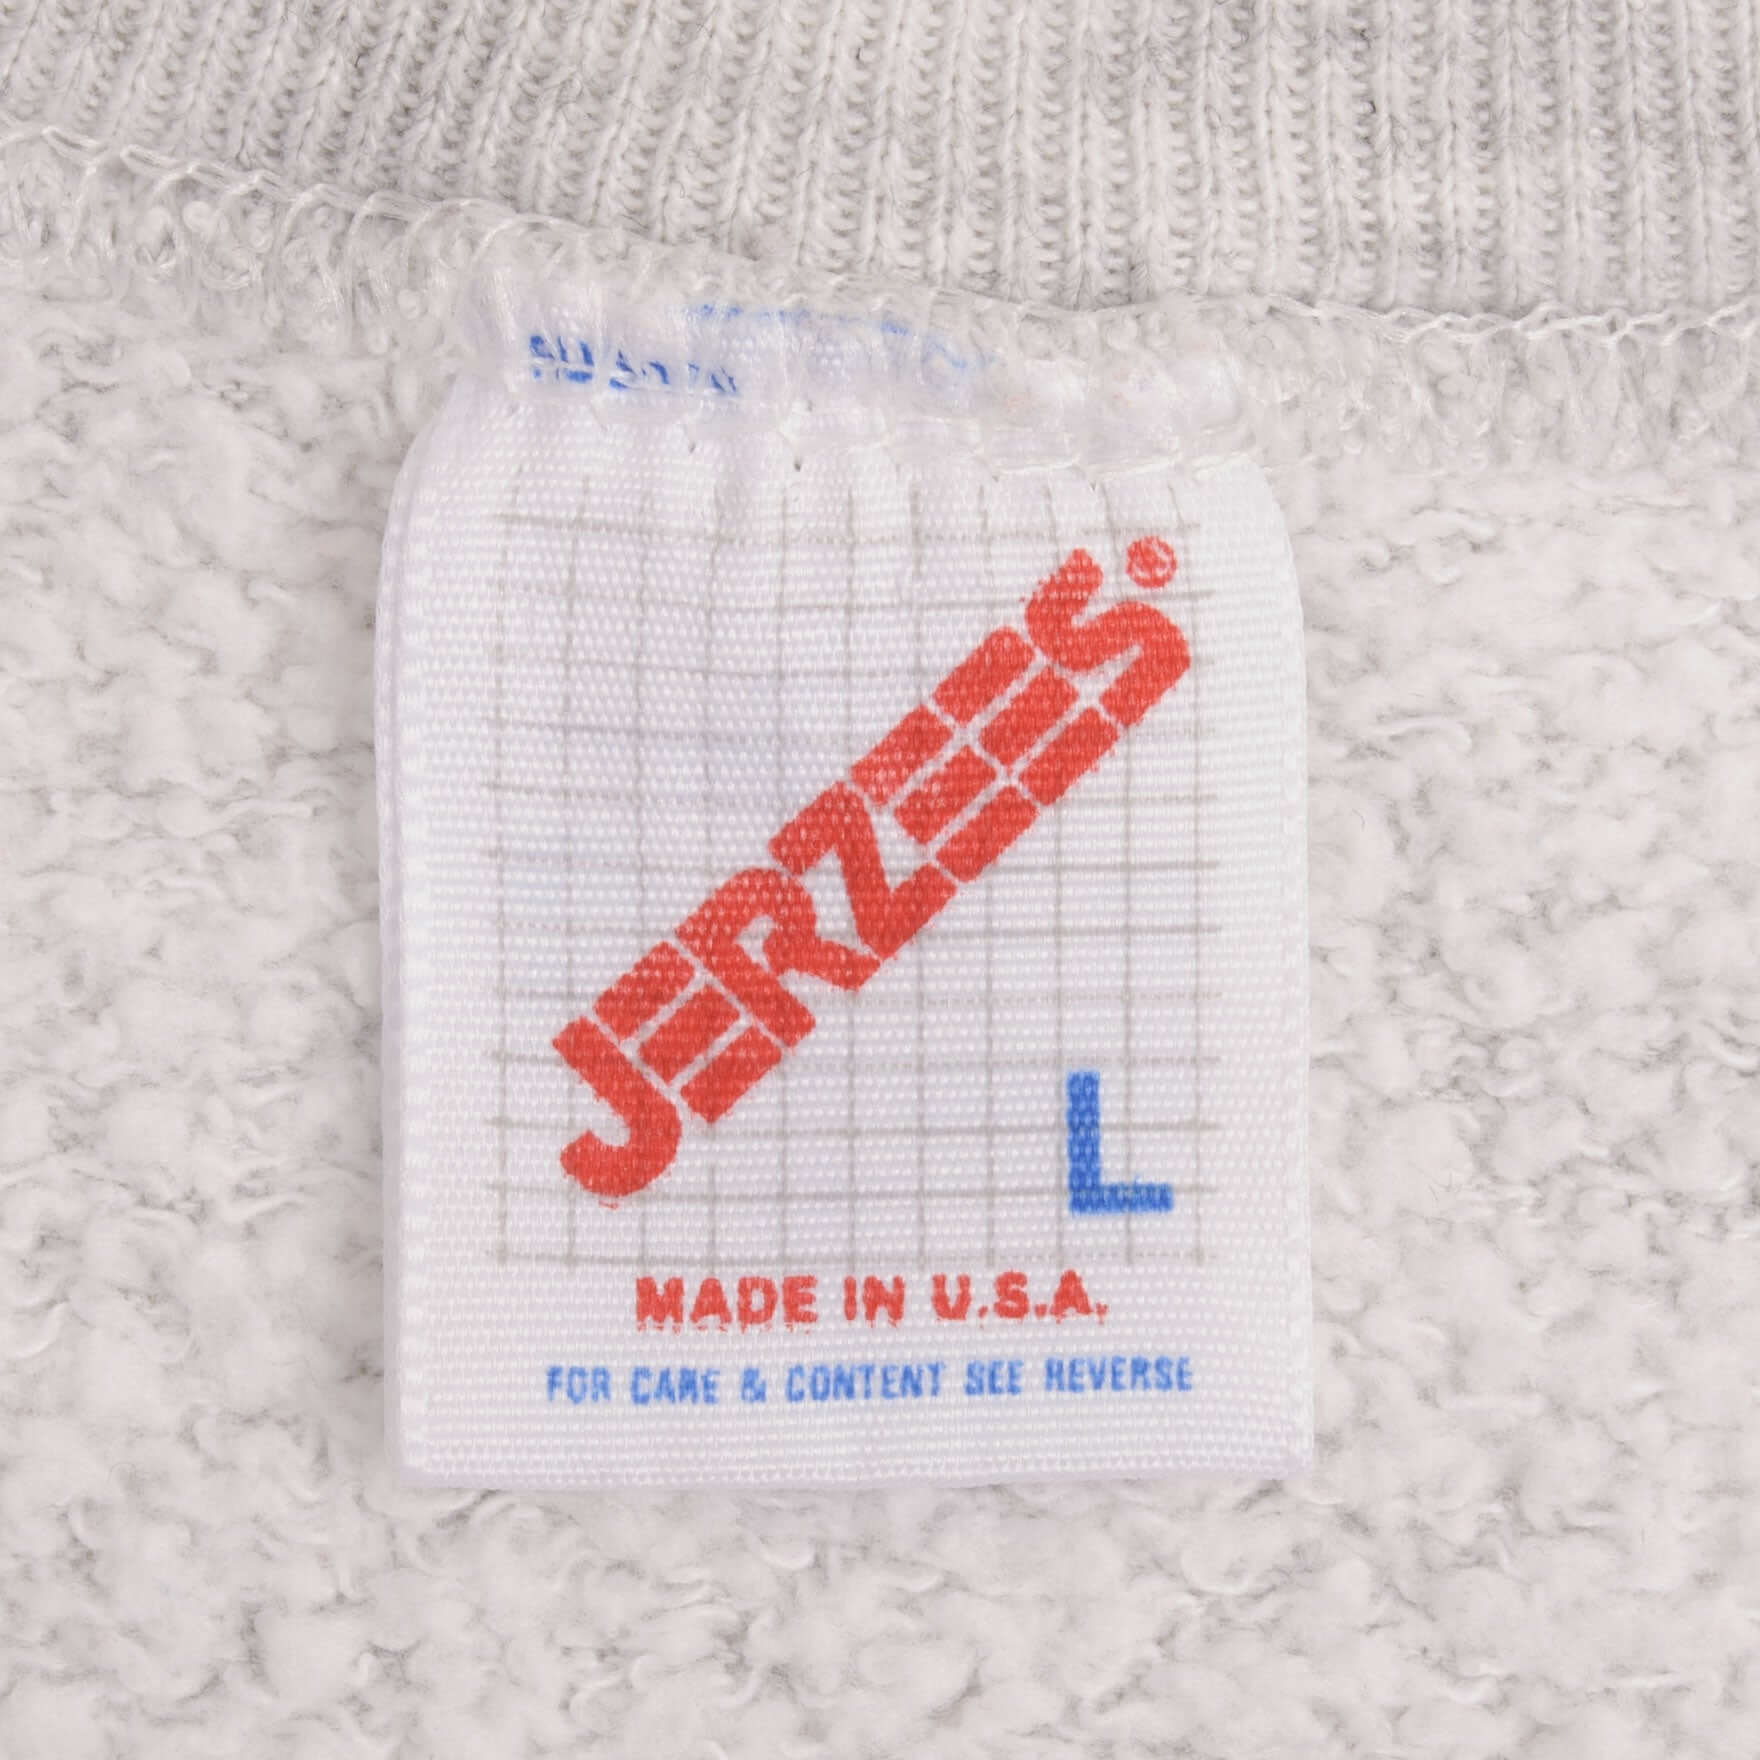 JERZEES®
L
MADE IN U.S.A.
FOR CARE & CONTENT SEE REVERSE